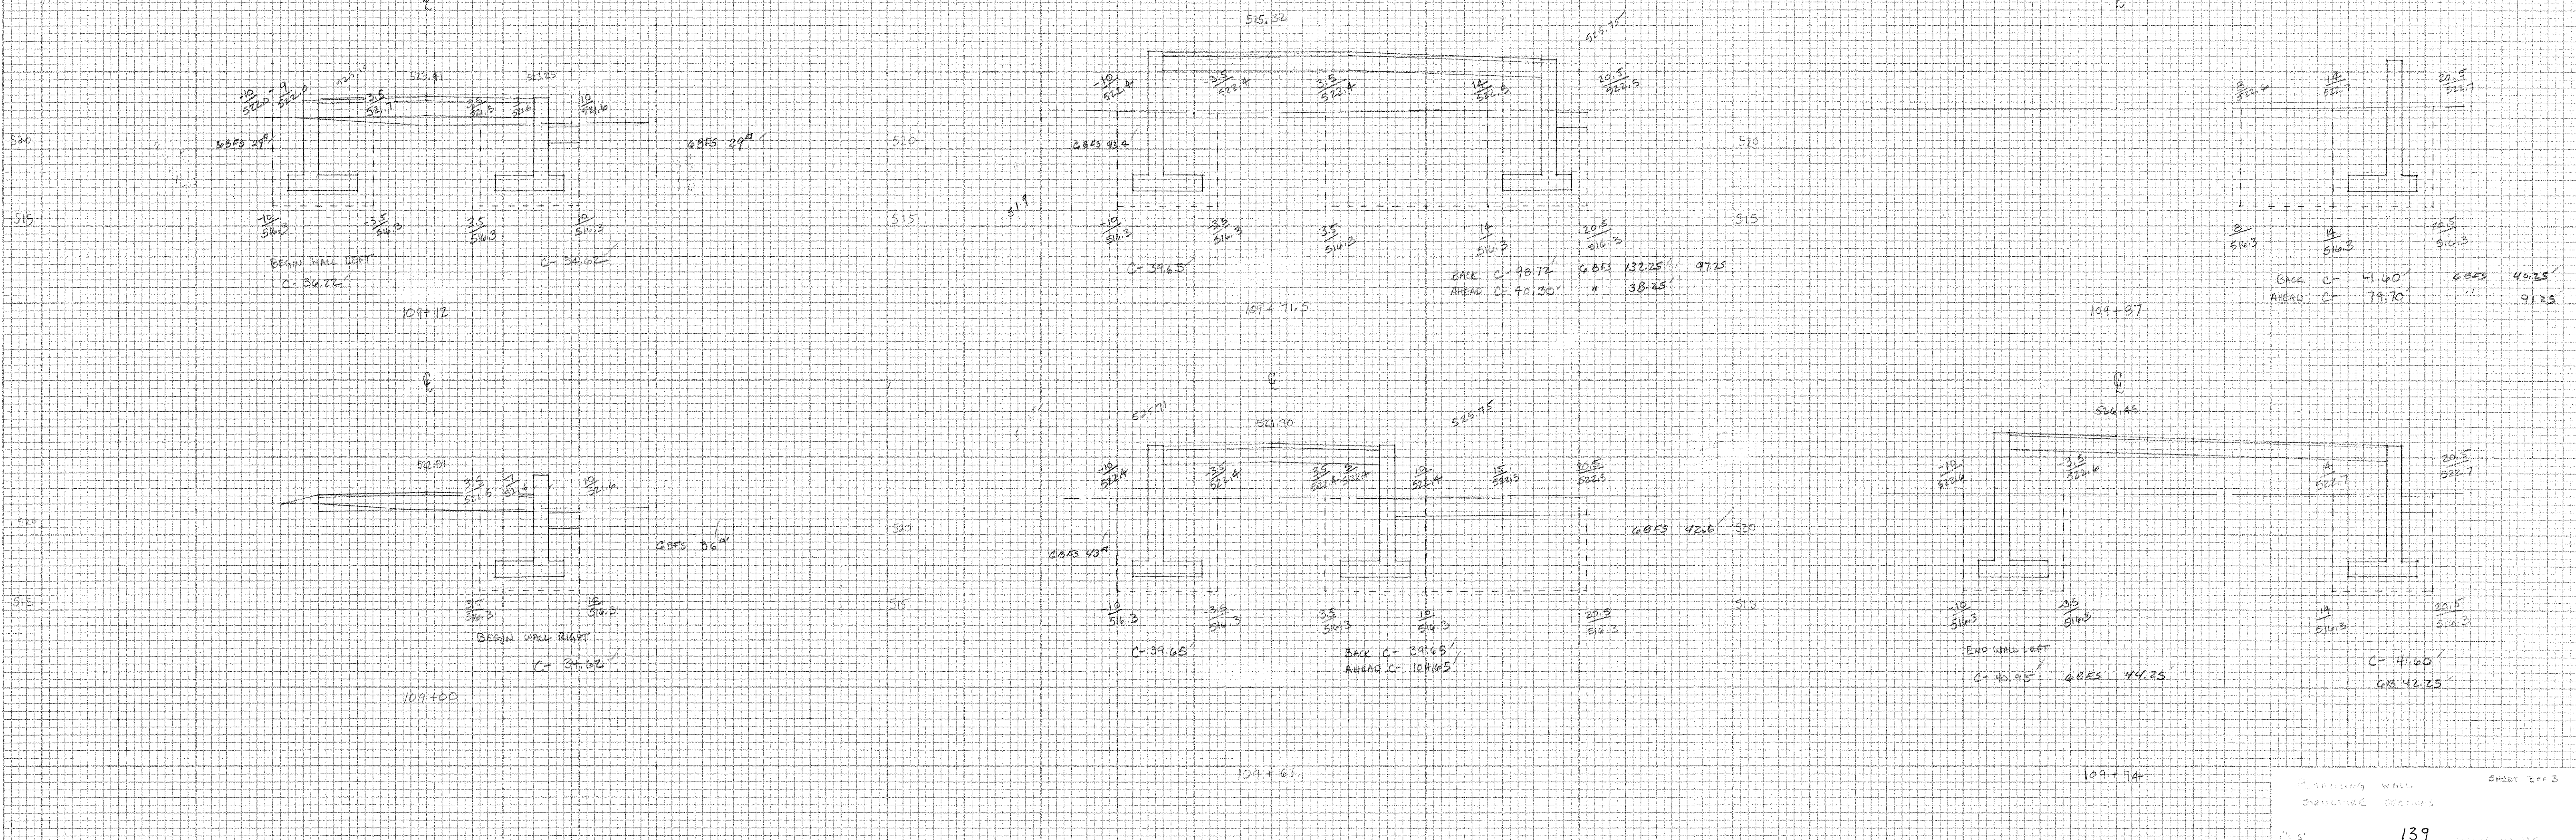 ℄
525.32
℄
523.41
523.25
525.75
-10 / 522.0
-9 / 522.0
3.5 / 521.7
3.5 / 521.5
7 / 521.6
10 / 521.6
-10 / 522.4
-3.5 / 522.4
3.5 / 522.4
14 / 522.5
20.5 / 522.5
8 / 522.6
14 / 522.7
20.5 / 522.7
520
GBFS 29
GBFS 29
520
GBFS 43
520
515
515
51.9
515
-10 / 516.3
-3.5 / 516.3
3.5 / 516.3
10 / 516.3
-10 / 516.3
-3.5 / 516.3
3.5 / 516.3
14 / 516.3
20.5 / 516.3
8 / 516.3
14 / 516.3
20.5 / 516.3
BEGIN WALL LEFT
C- 36.22
C- 34.62
C- 39.65
BACK C- 98.72 GBFS 132.25 97.25
AHEAD C- 40.30 " 38.25
BACK C- 41.60 GBFS 40.25
AHEAD C- 79.70 " 91.25
109+12
109+71.5
109+87
℄
℄
℄
522.51
525.71
521.90
525.75
526.45
3.5 / 521.5
7 / 521.6
10 / 521.6
-10 / 522.4
-3.5 / 522.4
3.5 / 522.4
10 / 522.4
15 / 522.5
20.5 / 522.5
-10 / 522.6
-3.5 / 522.6
14 / 522.7
20.5 / 522.7
520
GBFS 36
520
GBFS 43
GBFS 42.6
520
515
515
515
3.5 / 516.3
10 / 516.3
-10 / 516.3
-3.5 / 516.3
3.5 / 516.3
10 / 516.3
20.5 / 516.3
-10 / 516.3
-3.5 / 516.3
14 / 516.3
20.5 / 516.3
BEGIN WALL RIGHT
C- 34.62
C- 39.65
BACK C- 39.65
AHEAD C- 104.65
END WALL LEFT
C- 40.95 GBFS 44.25
C- 41.60
GB 42.25
109+00
109+63
109+74
SHEET 3 OF 3
RETAINING WALL
139